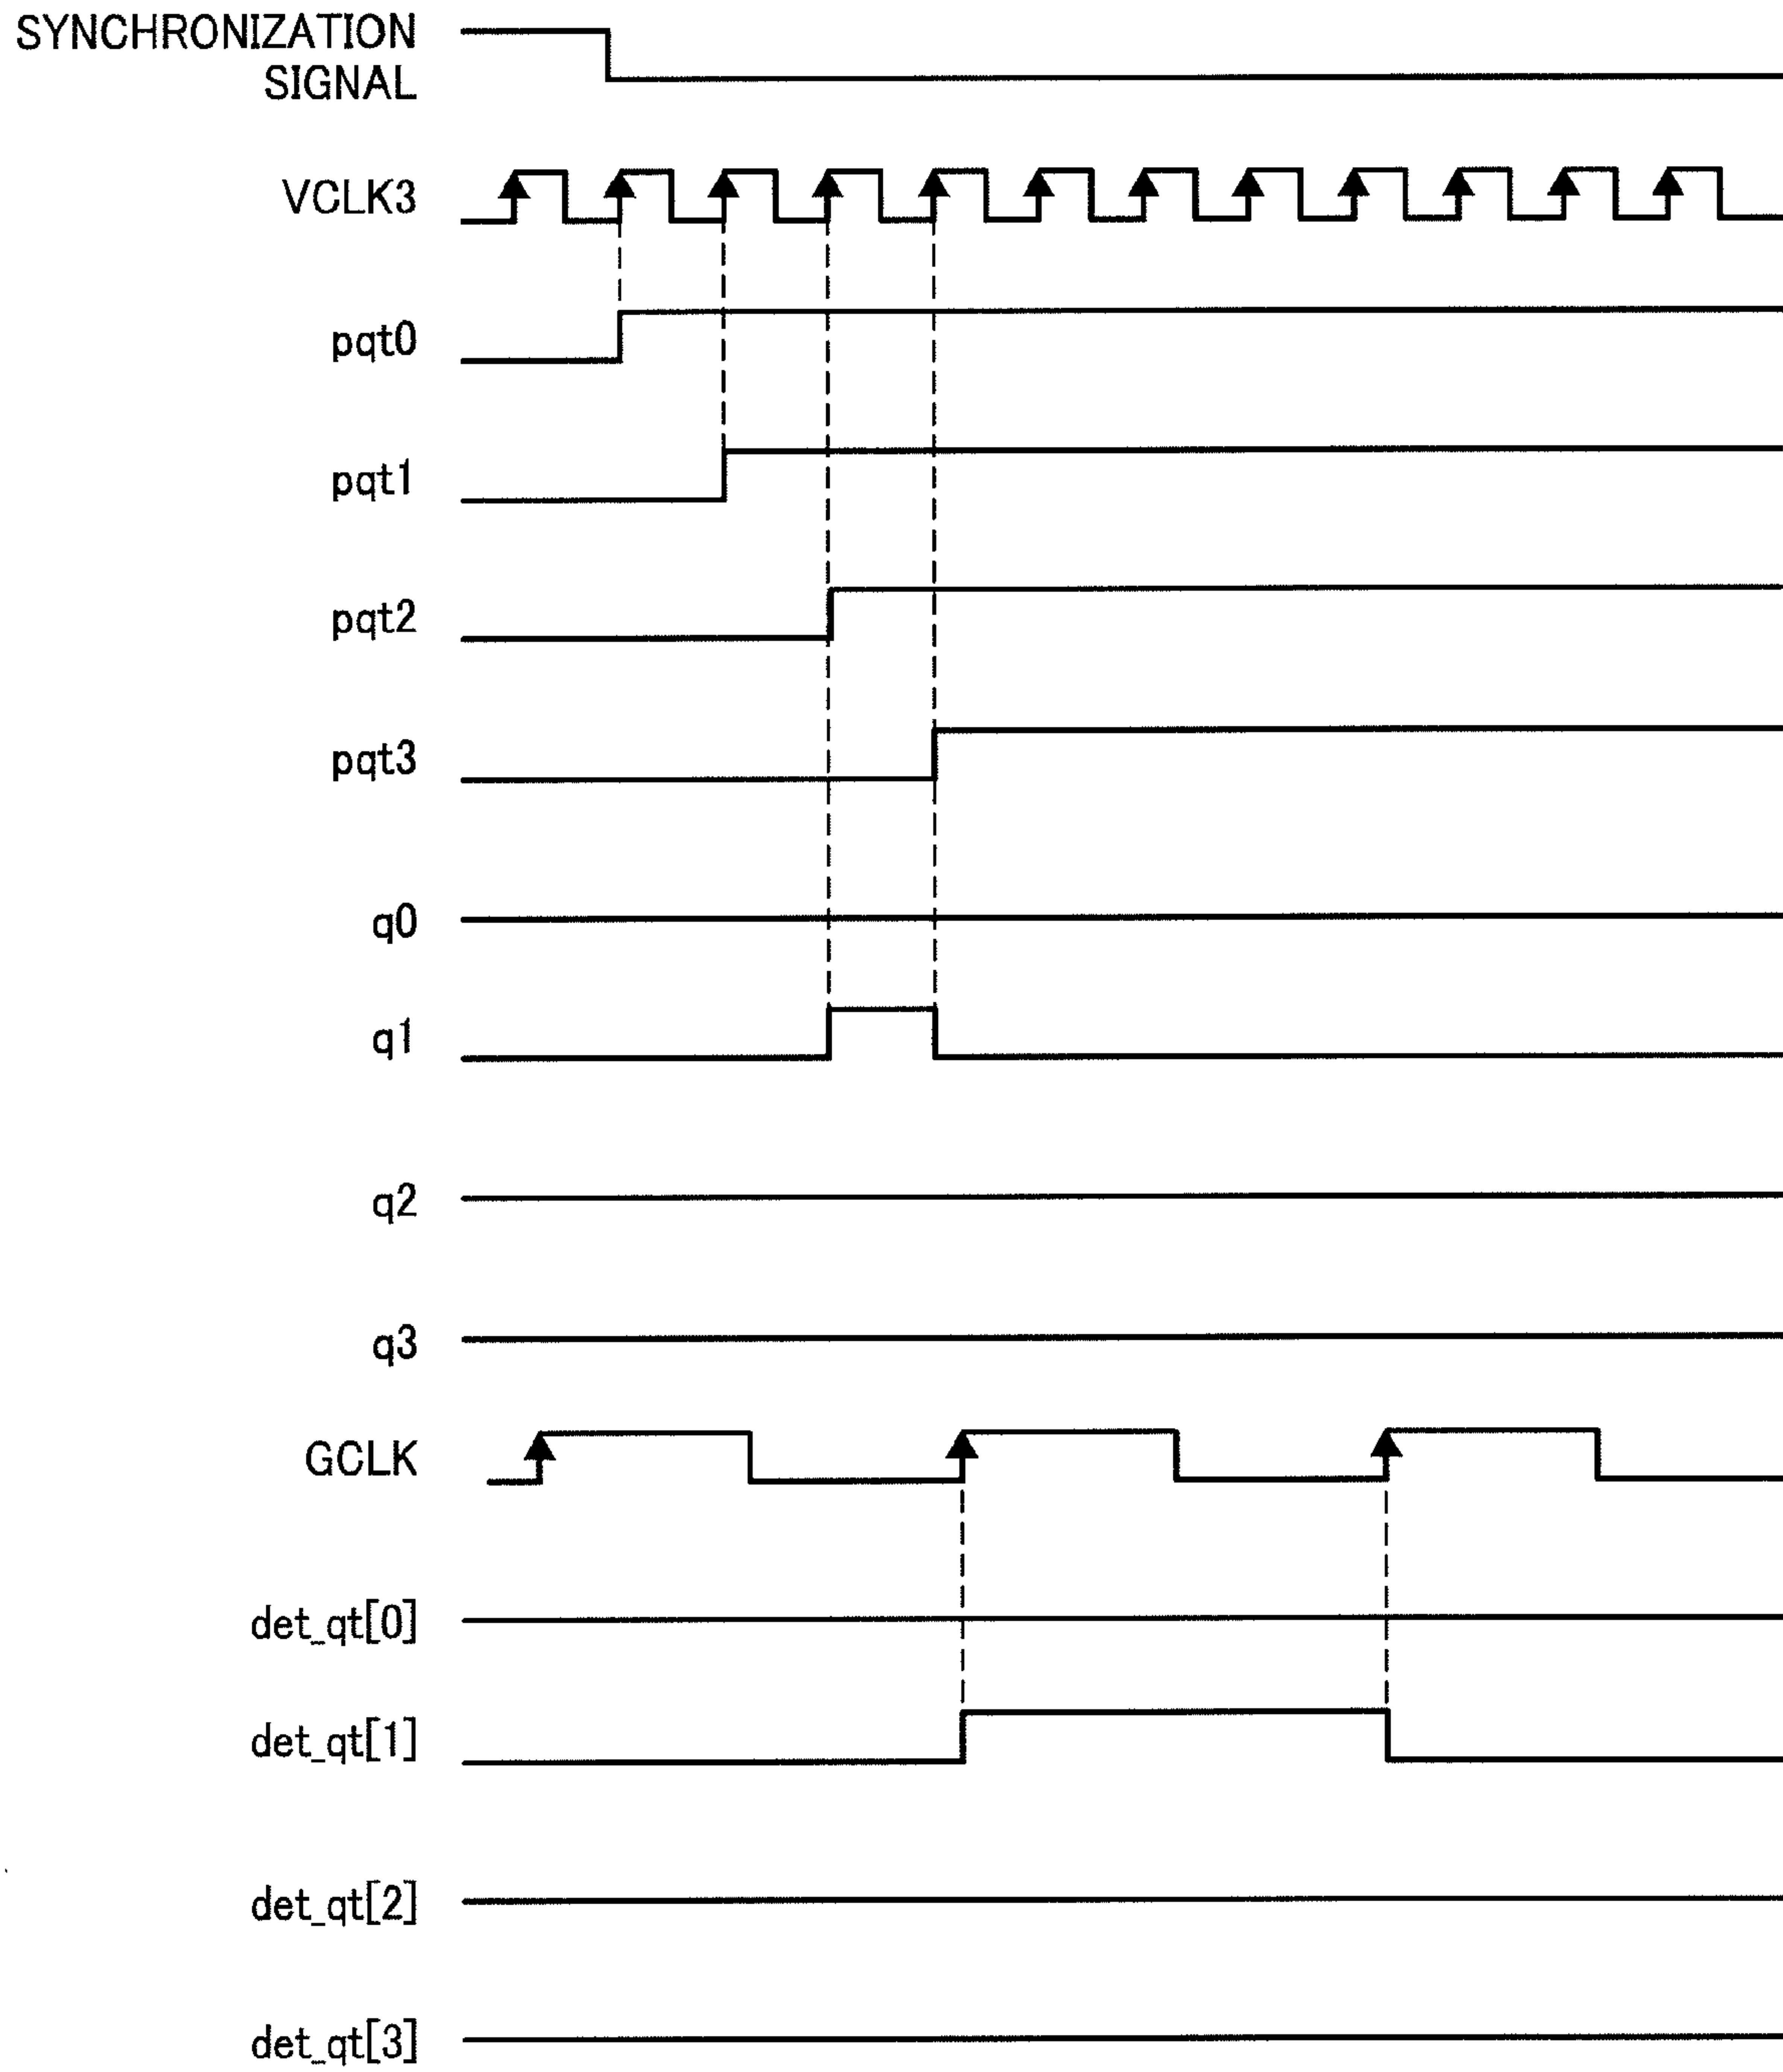 SYNCHRONIZATION
SIGNAL
VCLK3
pqt0
pqt1
pqt2
pqt3
q0
q1
q2
q3
GCLK
det_qt[0]
det_qt[1]
det_qt[2]
det_qt[3]